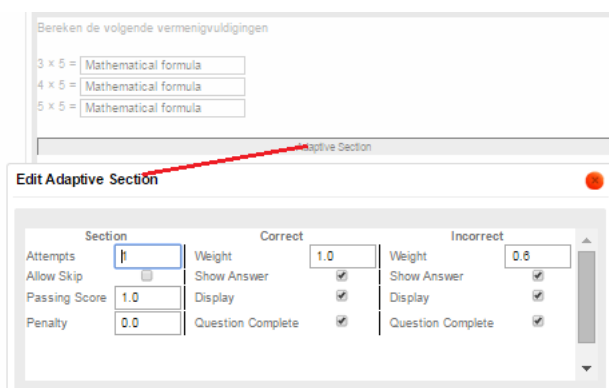 Bereken de volgende vermenigvuldigingen
3 × 5 = Mathematical formula
4 × 5 = Mathematical formula
5 × 5 = Mathematical formula
Adaptive Section
Edit Adaptive Section
Section Correct Incorrect
Attempts 1 Weight 1.0 Weight 0.6
Allow Skip Show Answer Show Answer
Passing Score 1.0 Display Display
Penalty 0.0 Question Complete Question Complete